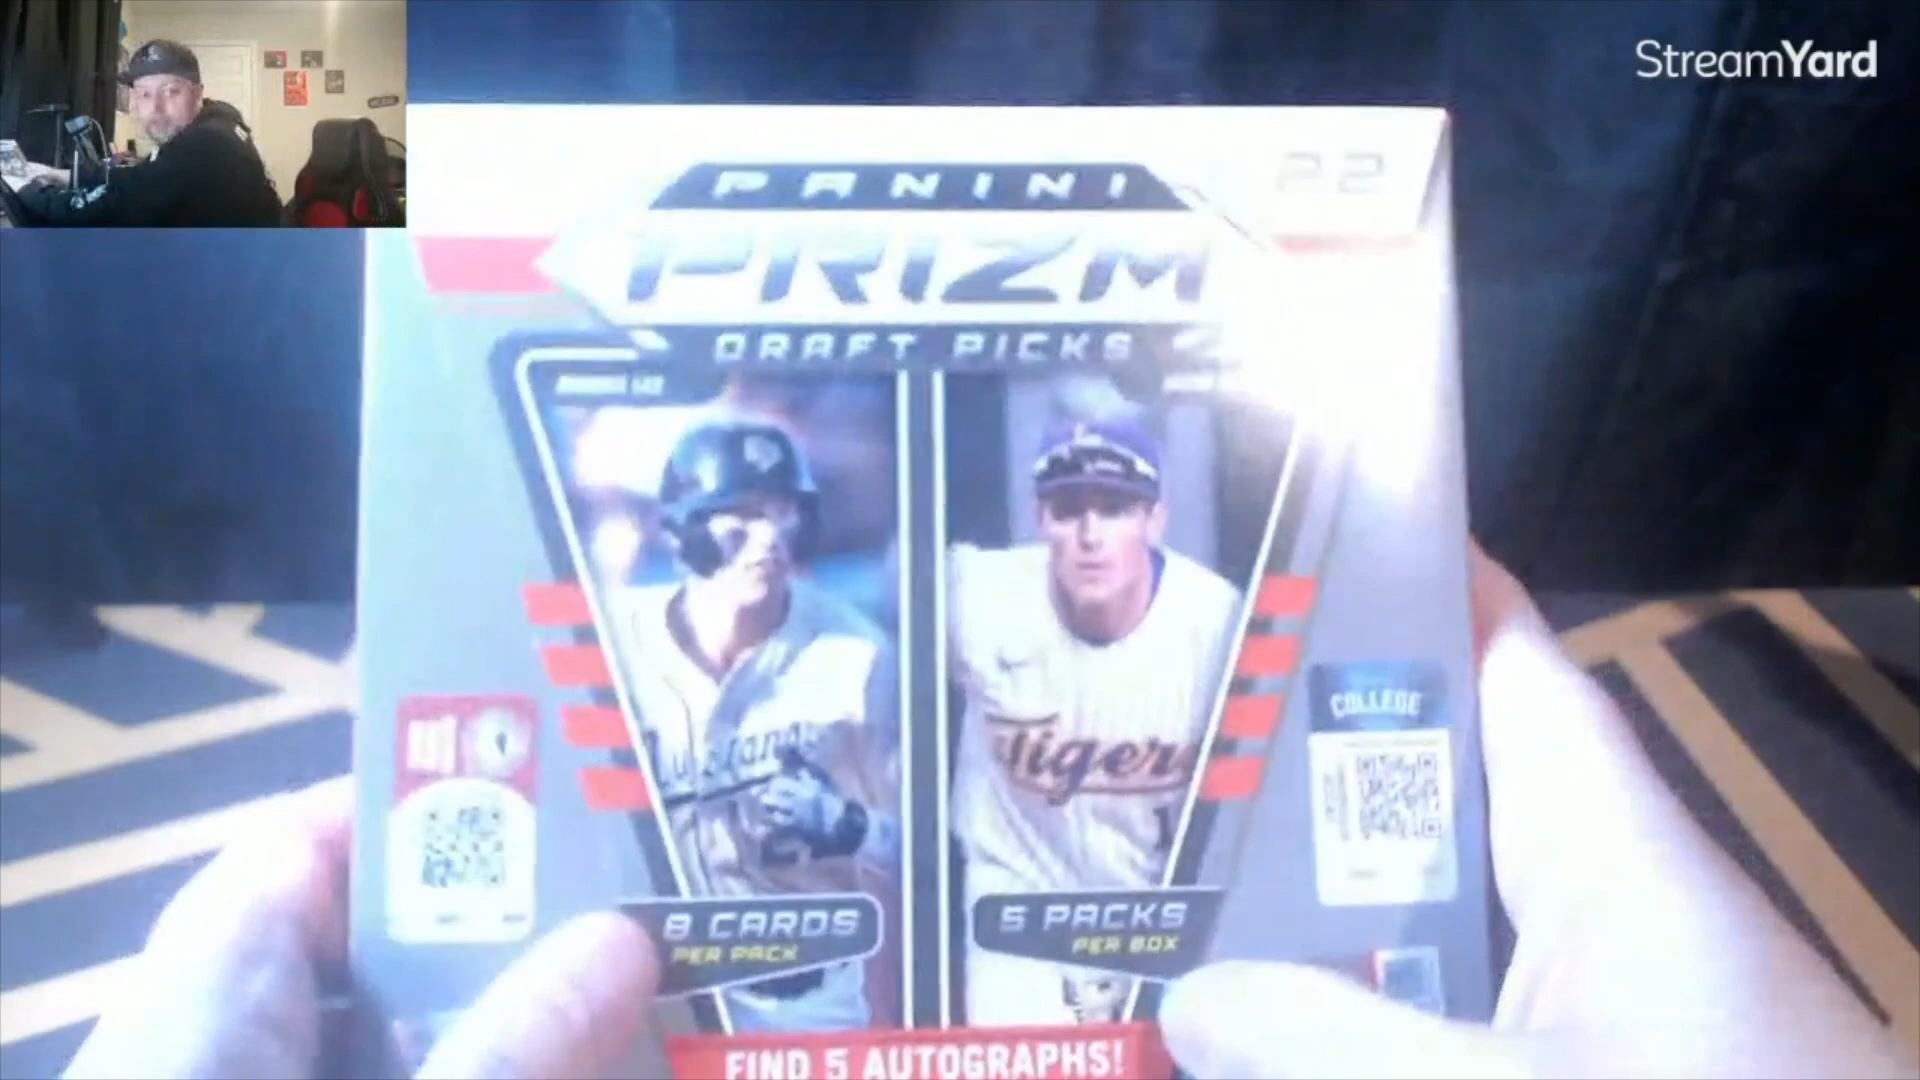 StreamYard
PANINI
22
PRIZM
DRAFT PICKS
Tigers
COLLEGE
8 CARDS
PER PACK
5 PACKS
PER BOX
FIND 5 AUTOGRAPHS!